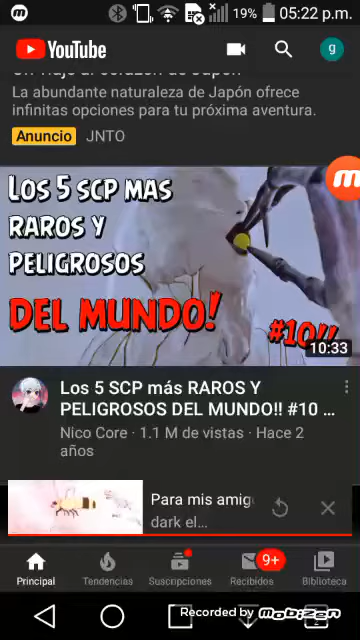 19% 05:22 p.m.
YouTube
g
La abundante naturaleza de Japón ofrece
infinitas opciones para tu próxima aventura.
Anuncio JNTO
LOS 5 SCP MAS
RAROS Y
PELIGROSOS
DEL MUNDO!
#10!!
10:33
Los 5 SCP más RAROS Y
PELIGROSOS DEL MUNDO!! #10 ...
Nico Core · 1.1 M de vistas · Hace 2
años
Para mis amig
dark el...
9+
Principal Tendencias Suscripciones Recibidos Biblioteca
Recorded by mobizen